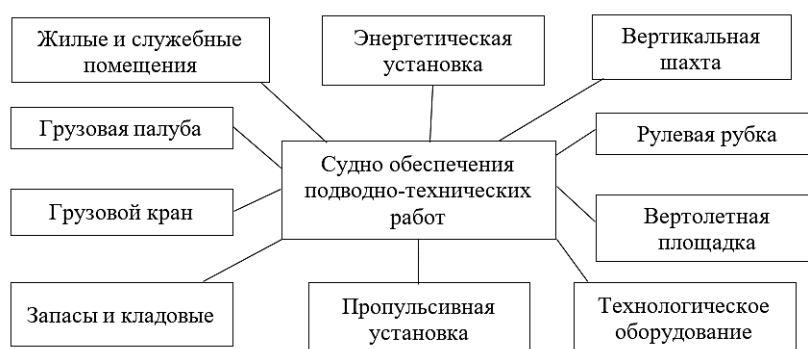 Жилые и служебные
помещения
Энергетическая
установка
Вертикальная
шахта
Грузовая палуба
Судно обеспечения
подводно-технических
работ
Рулевая рубка
Грузовой кран
Вертолетная
площадка
Запасы и кладовые
Пропульсивная
установка
Технологическое
оборудование